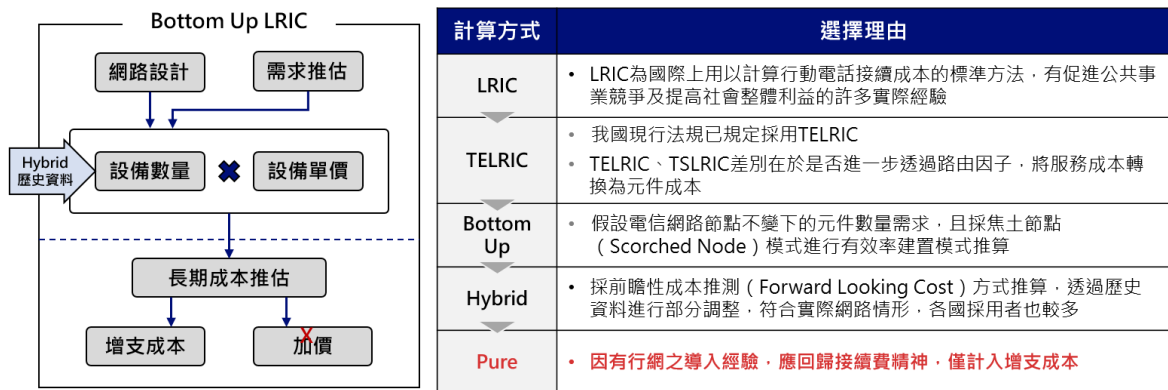 Bottom Up LRIC
網路設計
需求推估
Hybrid
歷史資料
設備數量
設備單價
長期成本推估
增支成本
加價
X
計算方式
選擇理由
LRIC
• LRIC為國際上用以計算行動電話接續成本的標準方法，有促進公共事
業競爭及提高社會整體利益的許多實際經驗
TELRIC
• 我國現行法規已規定採用TELRIC
• TELRIC、TSLRIC差別在於是否進一步透過路由因子，將服務成本轉
換為元件成本
Bottom
Up
• 假設電信網路節點不變下的元件數量需求，且採焦土節點
（Scorched Node）模式進行有效率建置模式推算
Hybrid
• 採前瞻性成本推測（Forward Looking Cost）方式推算，透過歷史
資料進行部分調整，符合實際網路情形，各國採用者也較多
Pure
• 因有行網之導入經驗，應回歸接續費精神，僅計入增支成本